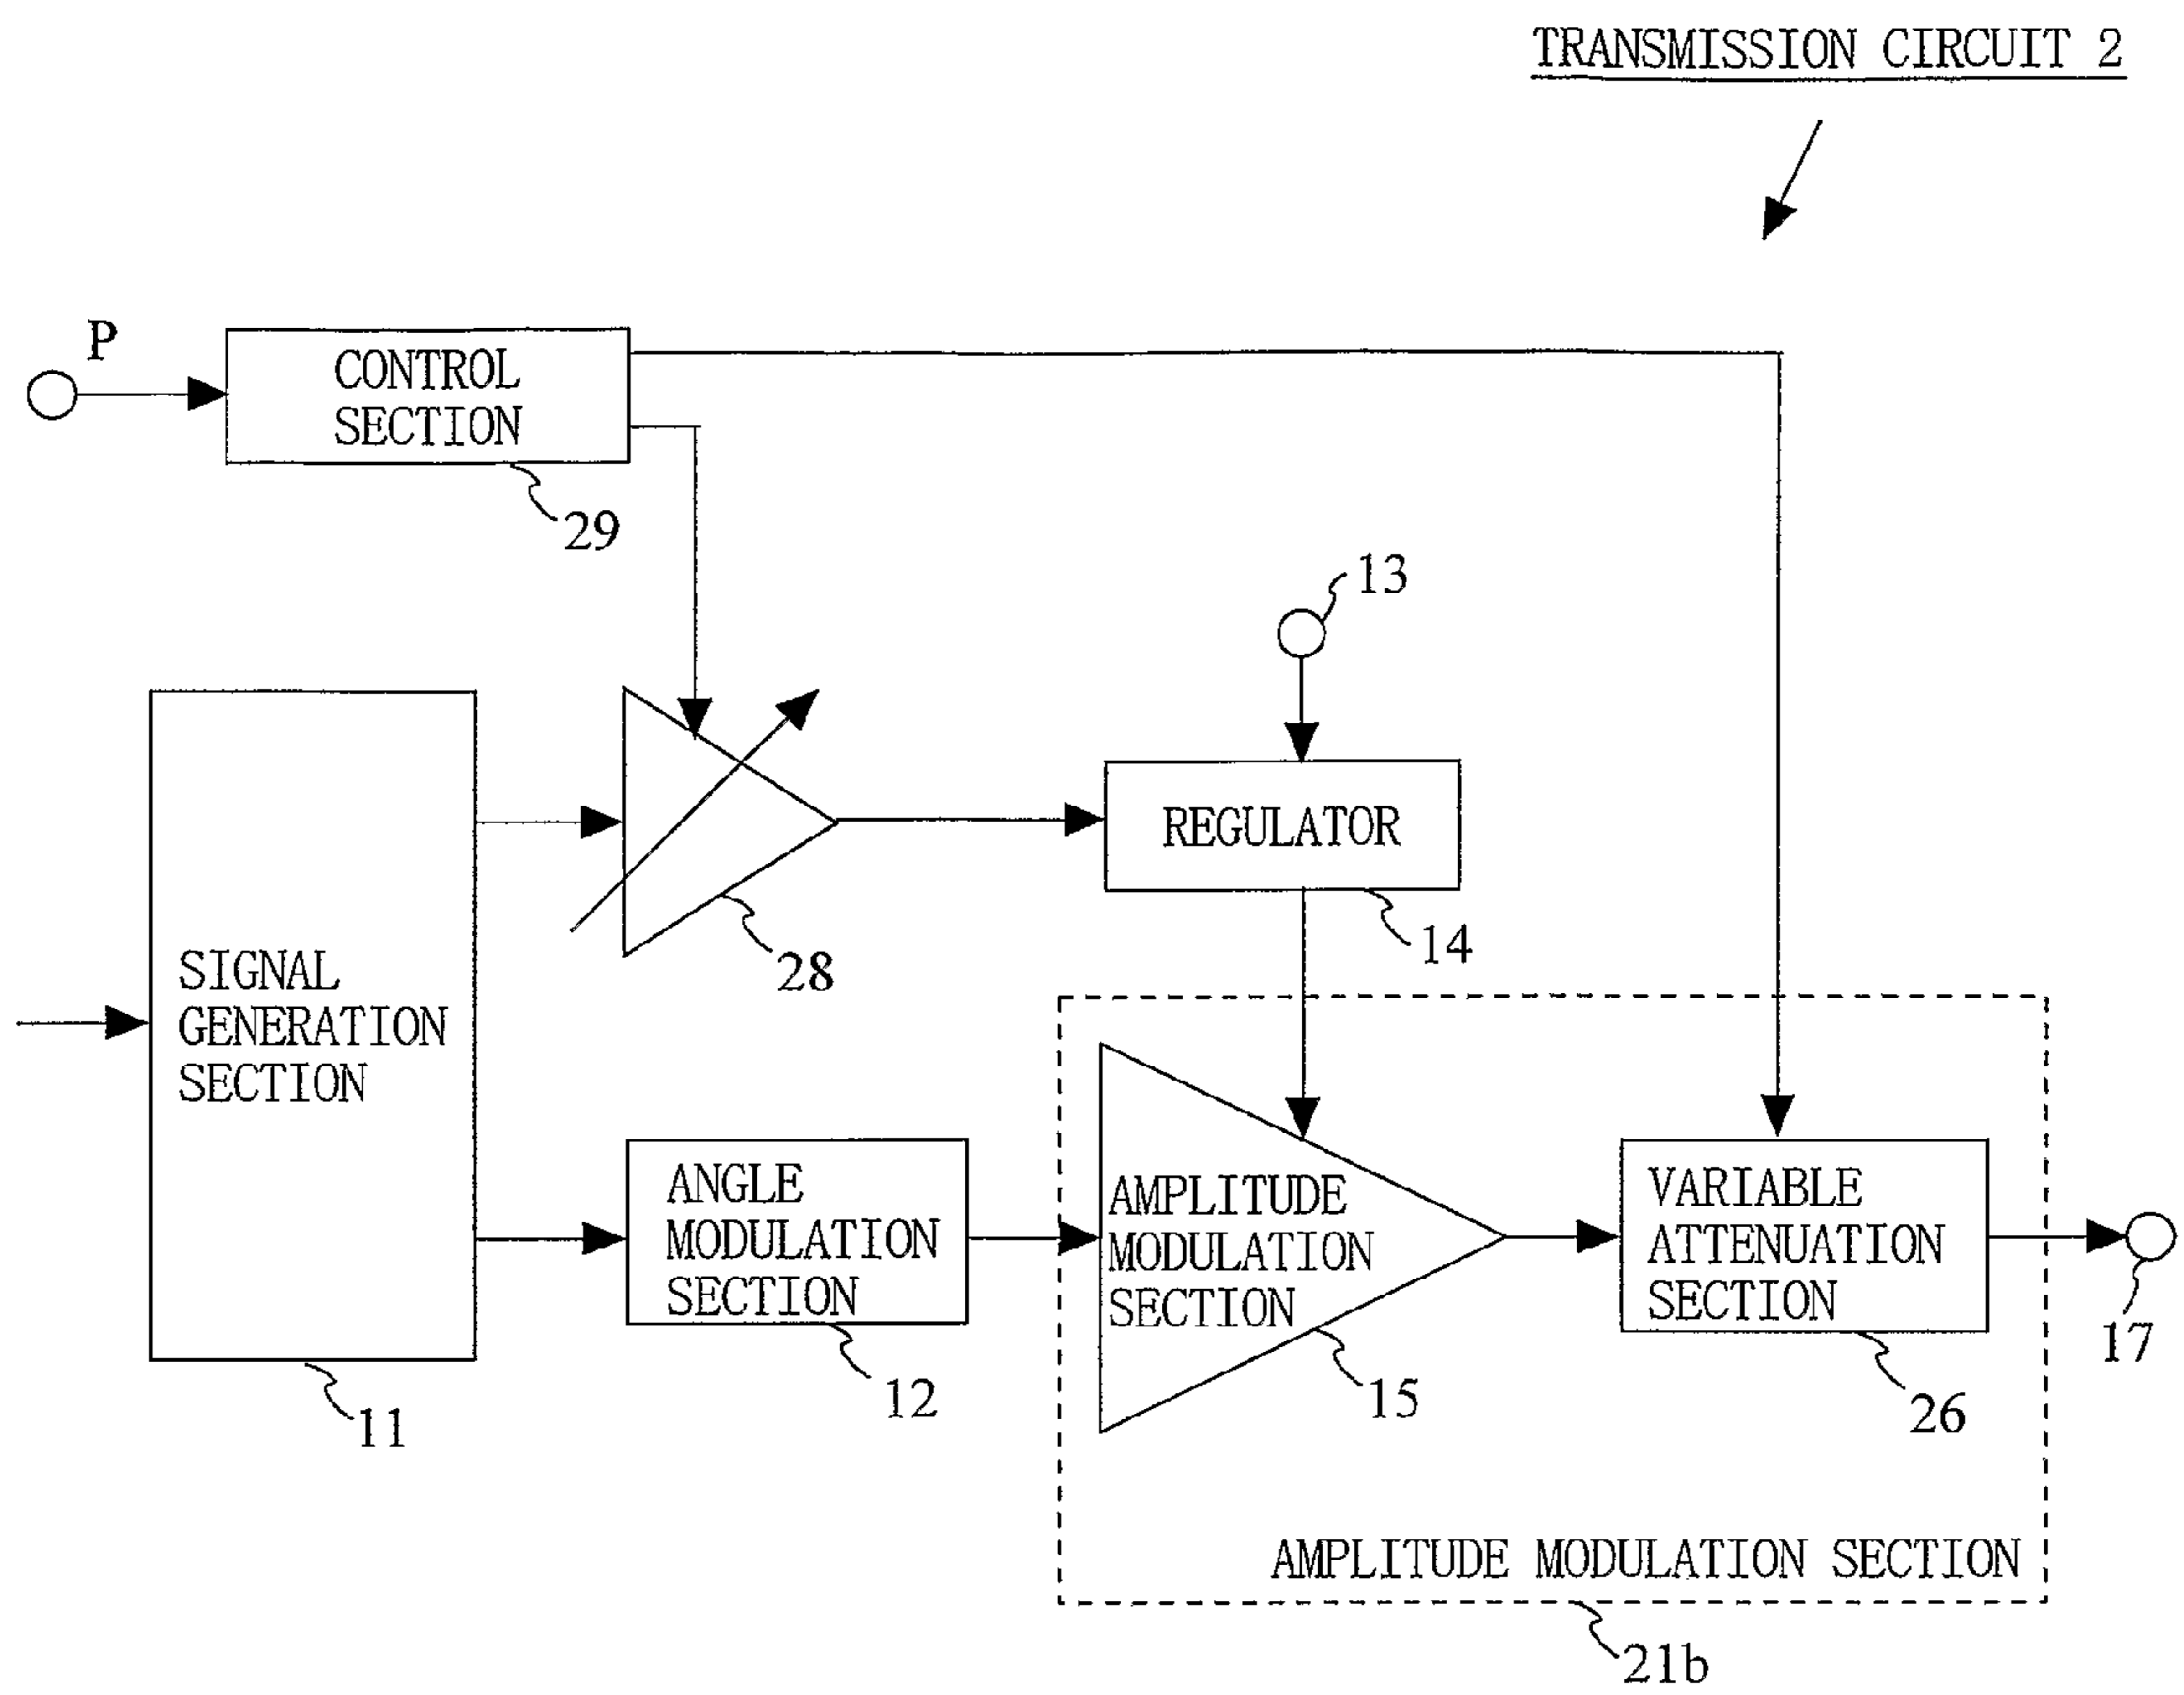 TRANSMISSION CIRCUIT 2
P
CONTROL
SECTION
29
13
REGULATOR
14
28
SIGNAL
GENERATION
SECTION
11
ANGLE
MODULATION
SECTION
12
AMPLITUDE
MODULATION
SECTION
15
VARIABLE
ATTENUATION
SECTION
26
17
AMPLITUDE MODULATION SECTION
21b